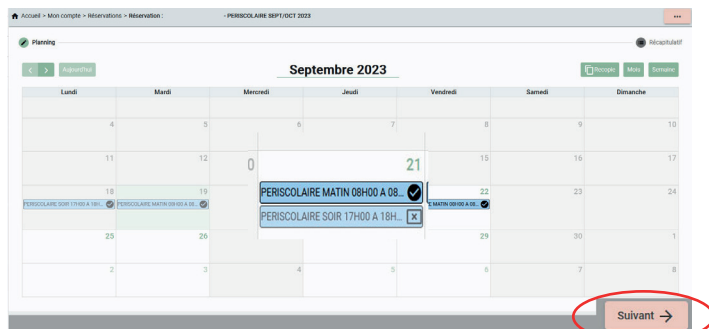 Accueil > Mon compte > Réservations > Réservation : - PERISCOLAIRE SEPT/OCT 2023
Planning
Récapitulatif
< > Aujourd'hui
Septembre 2023
Recopie Mois Semaine
Lundi Mardi Mercredi Jeudi Vendredi Samedi Dimanche
4 5 6 7 8 9 10
11 12 0 21 15 16 17
PERISCOLAIRE MATIN 08H00 A 08...
PERISCOLAIRE SOIR 17H00 A 18H... x
18 19 22 23 24
PERISCOLAIRE SOIR 17H00 A 18H... PERISCOLAIRE MATIN 08H00 A 08... E MATIN 08H00 A 08...
25 26 29 30 1
2 3 4 5 6 7 8
Suivant →